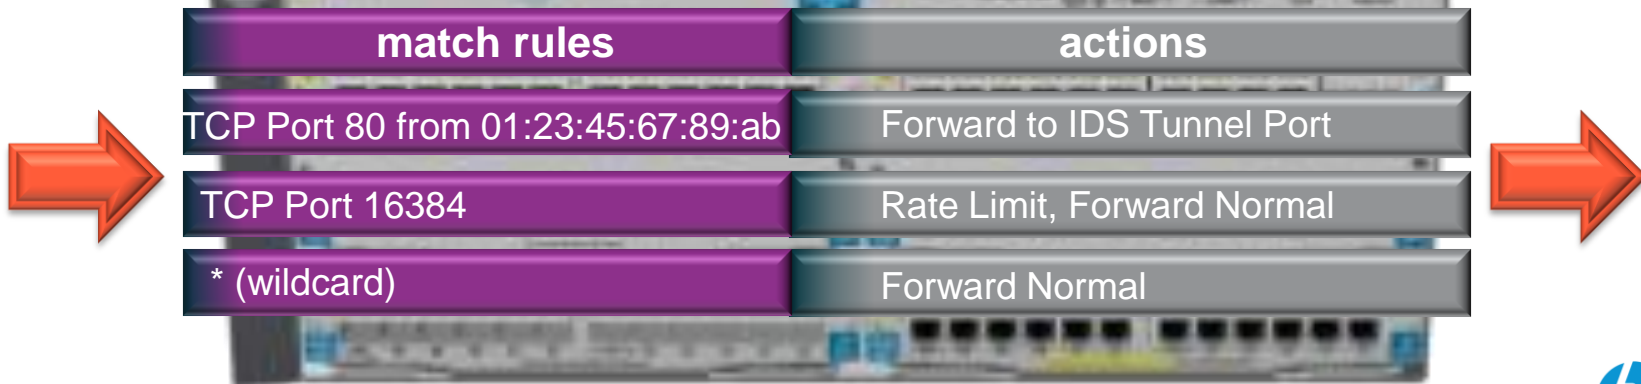 match rules actions
TCP Port 80 from 01:23:45:67:89:ab Forward to IDS Tunnel Port
TCP Port 16384 Rate Limit, Forward Normal
* (wildcard) Forward Normal